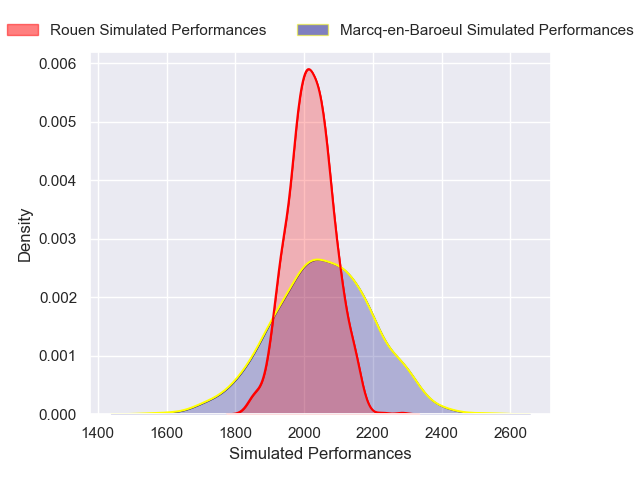 Rouen Simulated Performances
Marcq-en-Baroeul Simulated Performances
0.006
0.005
0.004
0.003
0.002
0.001
0.000
Density
1400 1600 1800 2000 2200 2400 2600
Simulated Performances